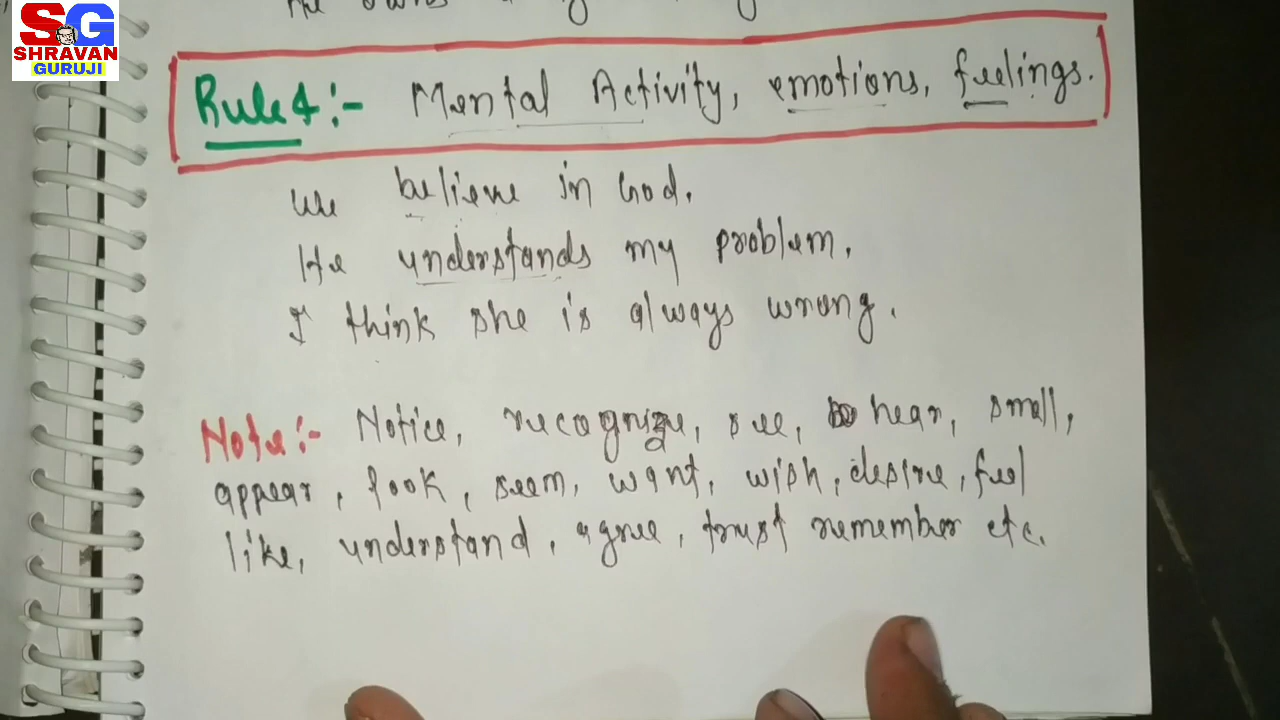 SG
SHRAVAN
GURUJI
Rule 4:- Mental Activity, emotions, feelings.
We believe in God.
He understands my problem.
I think she is always wrong.
Note:- Notice, recognize, see, hear, smell,
appear, look, seem, want, wish, desire, feel
like, understand, agree, trust remember etc.